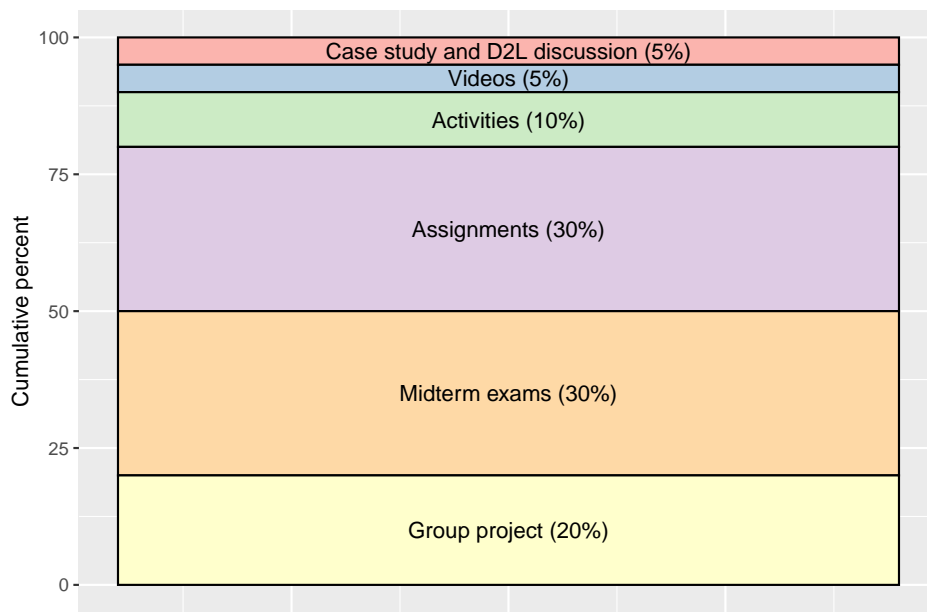 100
Case study and D2L discussion (5%)
Videos (5%)
Activities (10%)
75
Assignments (30%)
Cumulative percent
50
Midterm exams (30%)
25
Group project (20%)
0